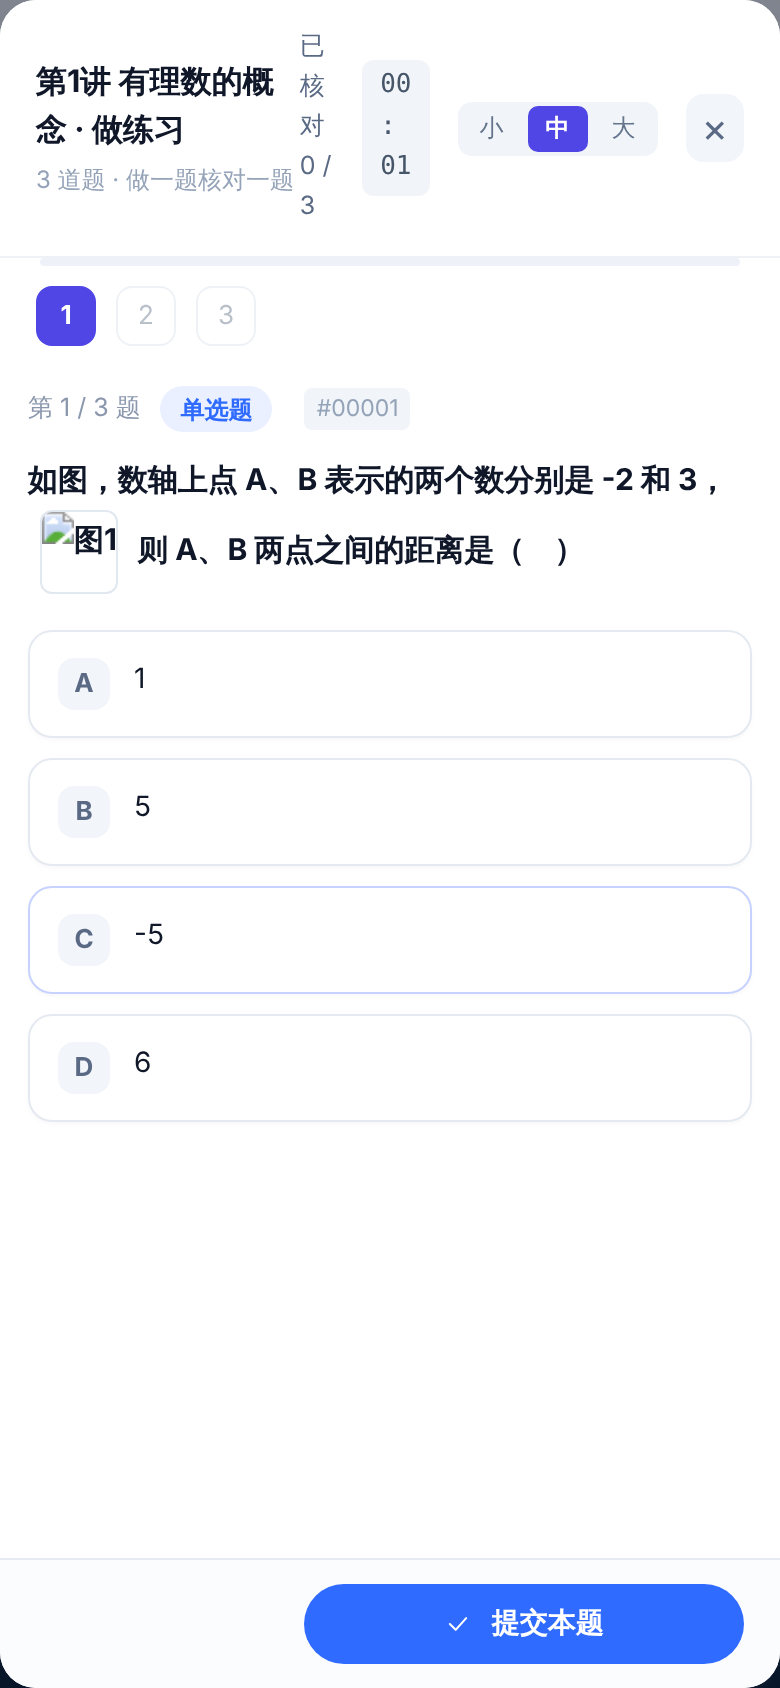 第1讲 有理数的概
念 · 做练习
3 道题 · 做一题核对一题
已
核
对
0 /
3
00
:
01
小 中 大
1 2 3
第 1 / 3 题 单选题 #00001
如图，数轴上点 A、B 表示的两个数分别是 -2 和 3，
图1 则 A、B 两点之间的距离是（　）
A 1
B 5
C -5
D 6
提交本题